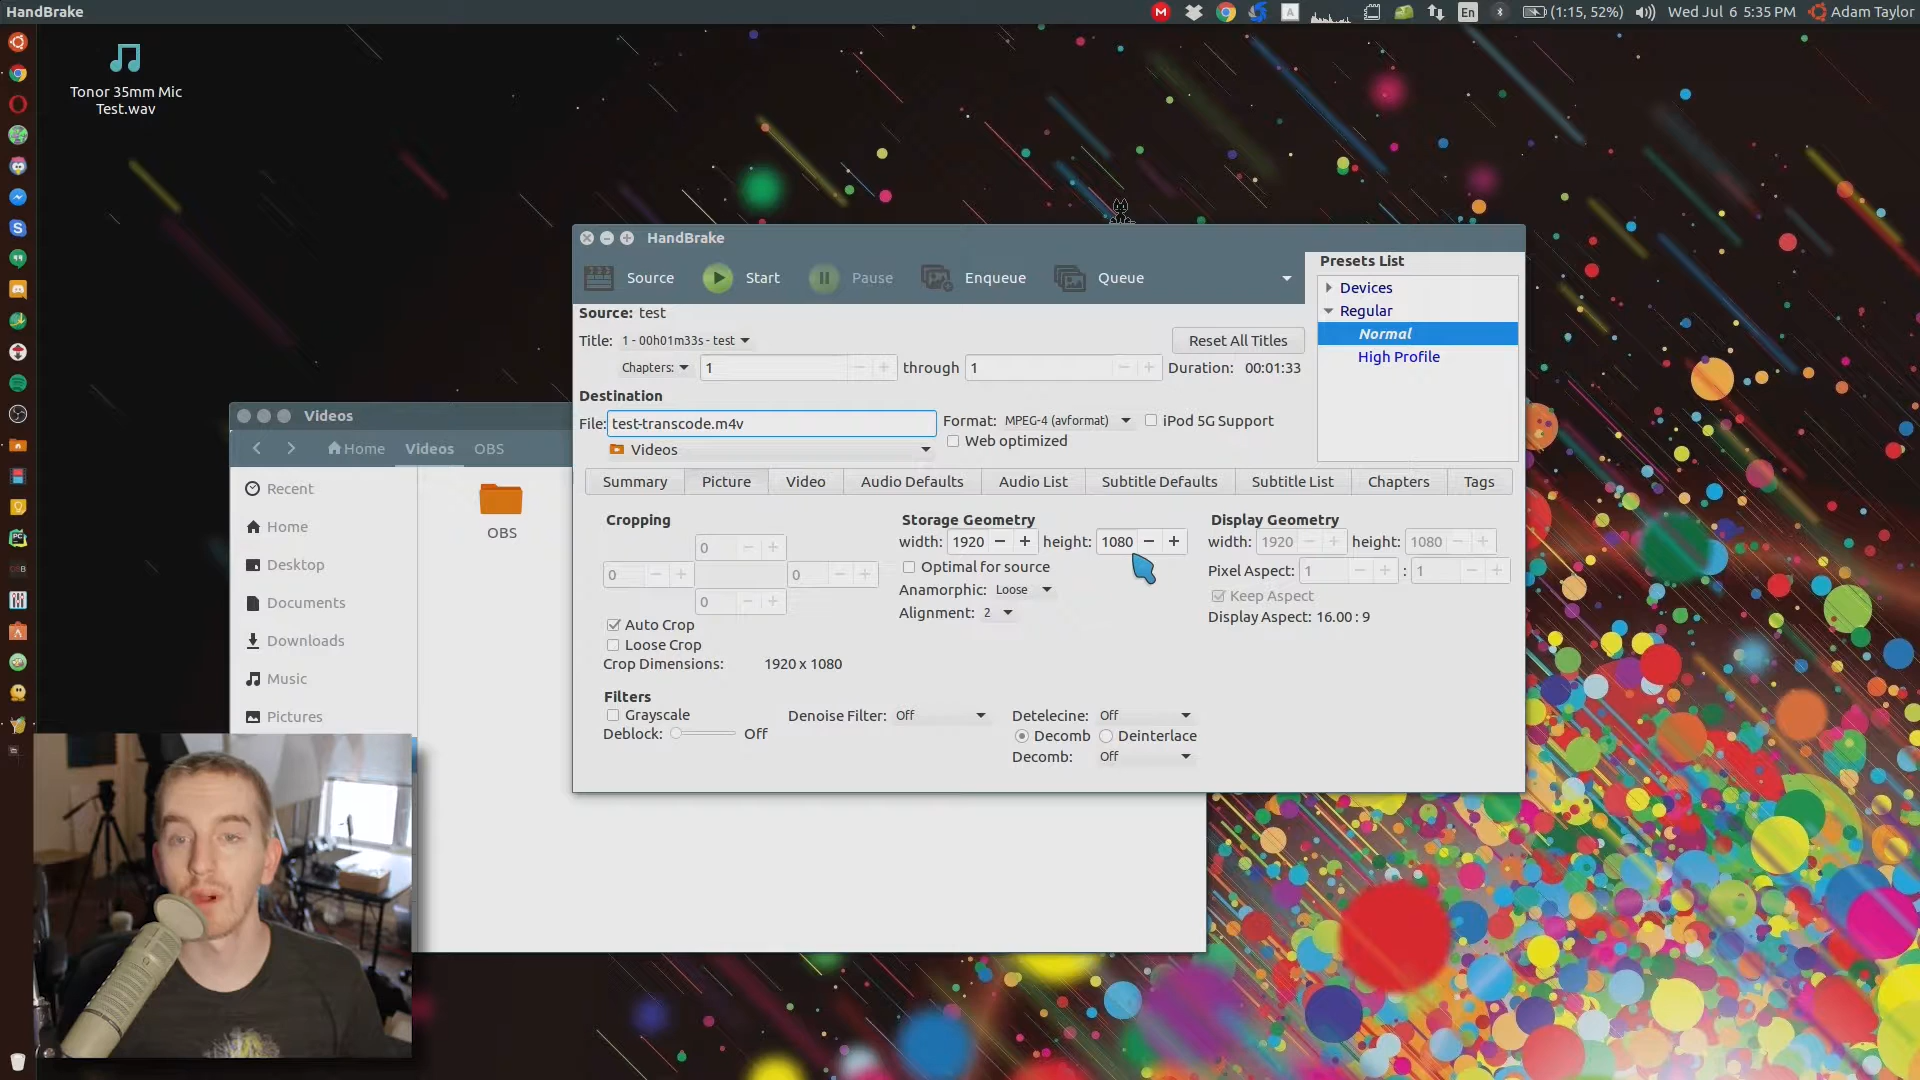 HandBrake
M
A
En
(1:15, 52%)
Wed Jul 6 5:35 PM
Adam Taylor
Tonor 35mm Mic
Test.wav
HandBrake
Source
Start
Pause
Enqueue
Queue
Presets List
Devices
Regular
Normal
High Profile
Source: test
Title: 1 - 00h01m33s - test
Reset All Titles
Chapters: 1 through 1 Duration: 00:01:33
Destination
File: test-transcode.m4v
Format: MPEG-4 (avformat)
iPod 5G Support
Videos
Web optimized
Summary
Picture
Video
Audio Defaults
Audio List
Subtitle Defaults
Subtitle List
Chapters
Tags
Cropping
0
0
0
0
Auto Crop
Loose Crop
Crop Dimensions: 1920 x 1080
Storage Geometry
width: 1920 height: 1080
Optimal for source
Anamorphic: Loose
Alignment: 2
Display Geometry
width: 1920 height: 1080
Pixel Aspect: 1 : 1
Keep Aspect
Display Aspect: 16.00 : 9
Filters
Grayscale
Deblock: Off
Denoise Filter: Off
Detelecine: Off
Decomb
Deinterlace
Decomb: Off
Videos
Home
Videos
OBS
Recent
Home
Desktop
Documents
Downloads
Music
Pictures
OBS